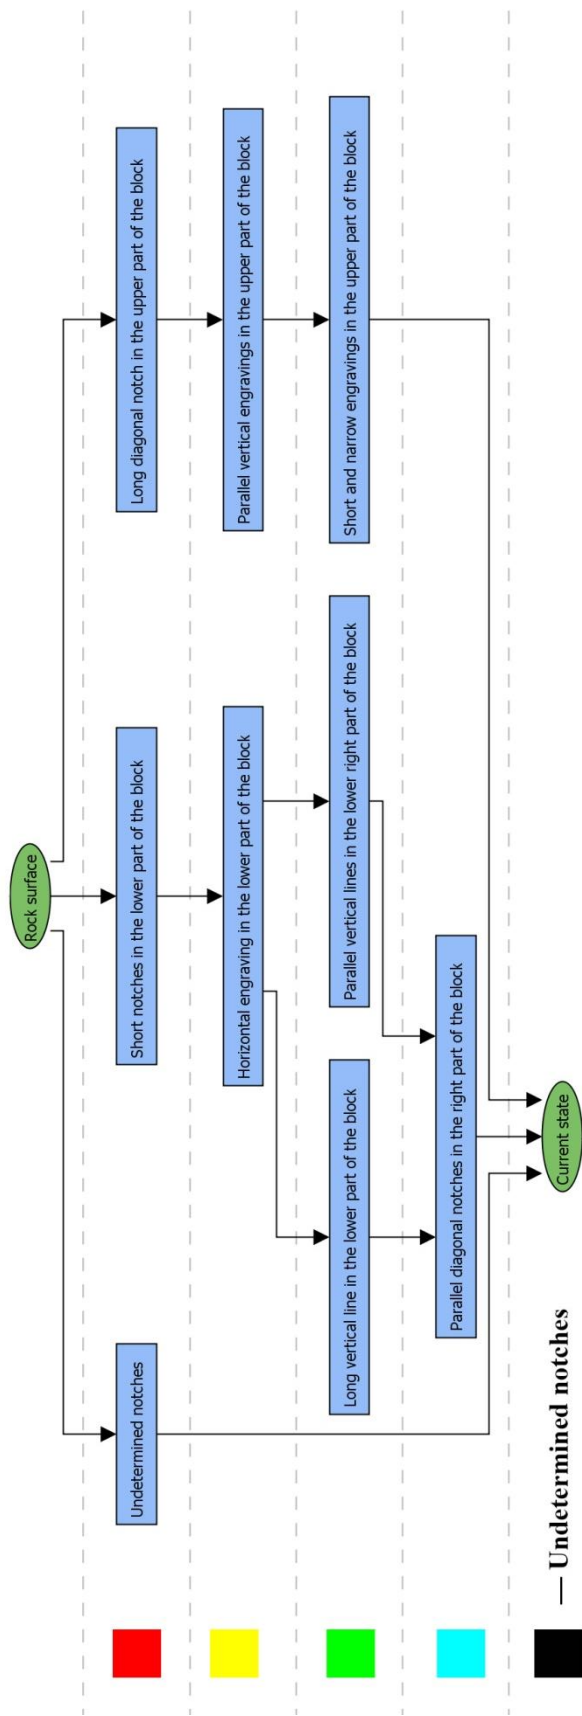 Rock surface
Undetermined notches
Short notches in the lower part of the block
Long diagonal notch in the upper part of the block
Horizontal engraving in the lower part of the block
Parallel vertical engravings in the upper part of the block
Long vertical line in the lower part of the block
Parallel vertical lines in the lower right part of the block
Short and narrow engravings in the upper part of the block
Parallel diagonal notches in the right part of the block
Current state
— Undetermined notches